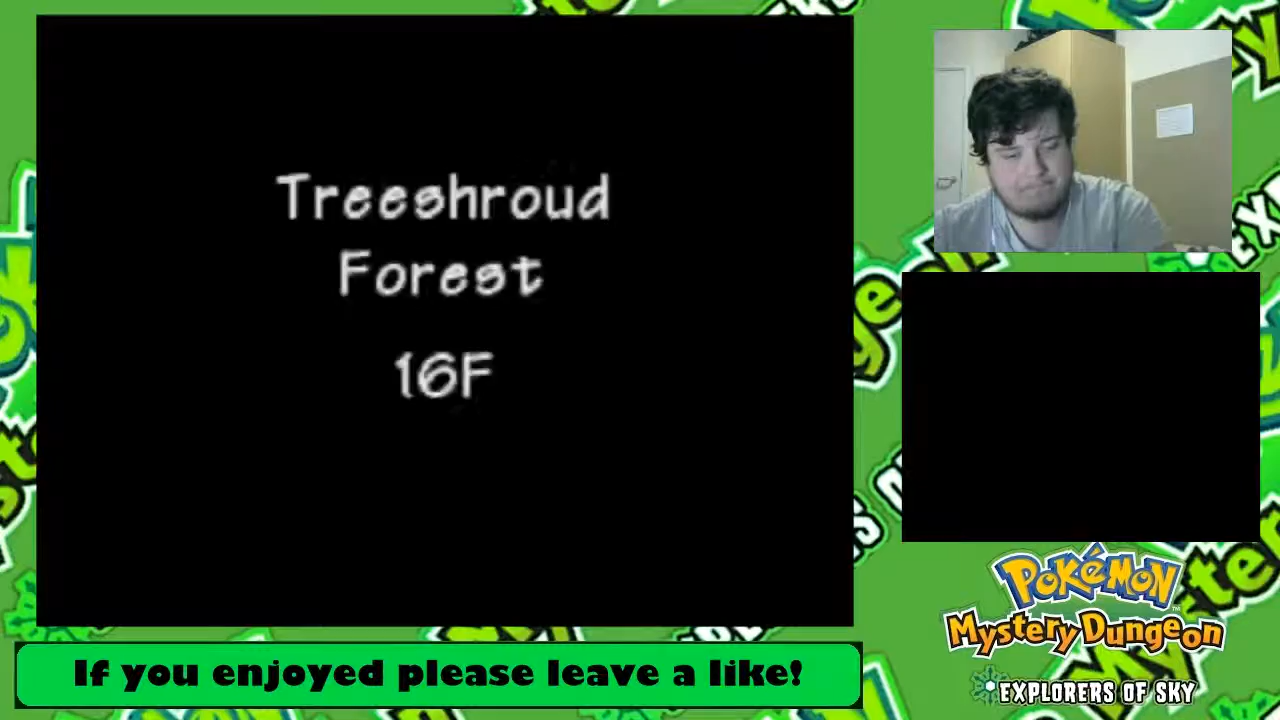 Treeshroud
Forest
16F
If you enjoyed please leave a like!
POKéMON
Mystery Dungeon
EXPLORERS OF SKY